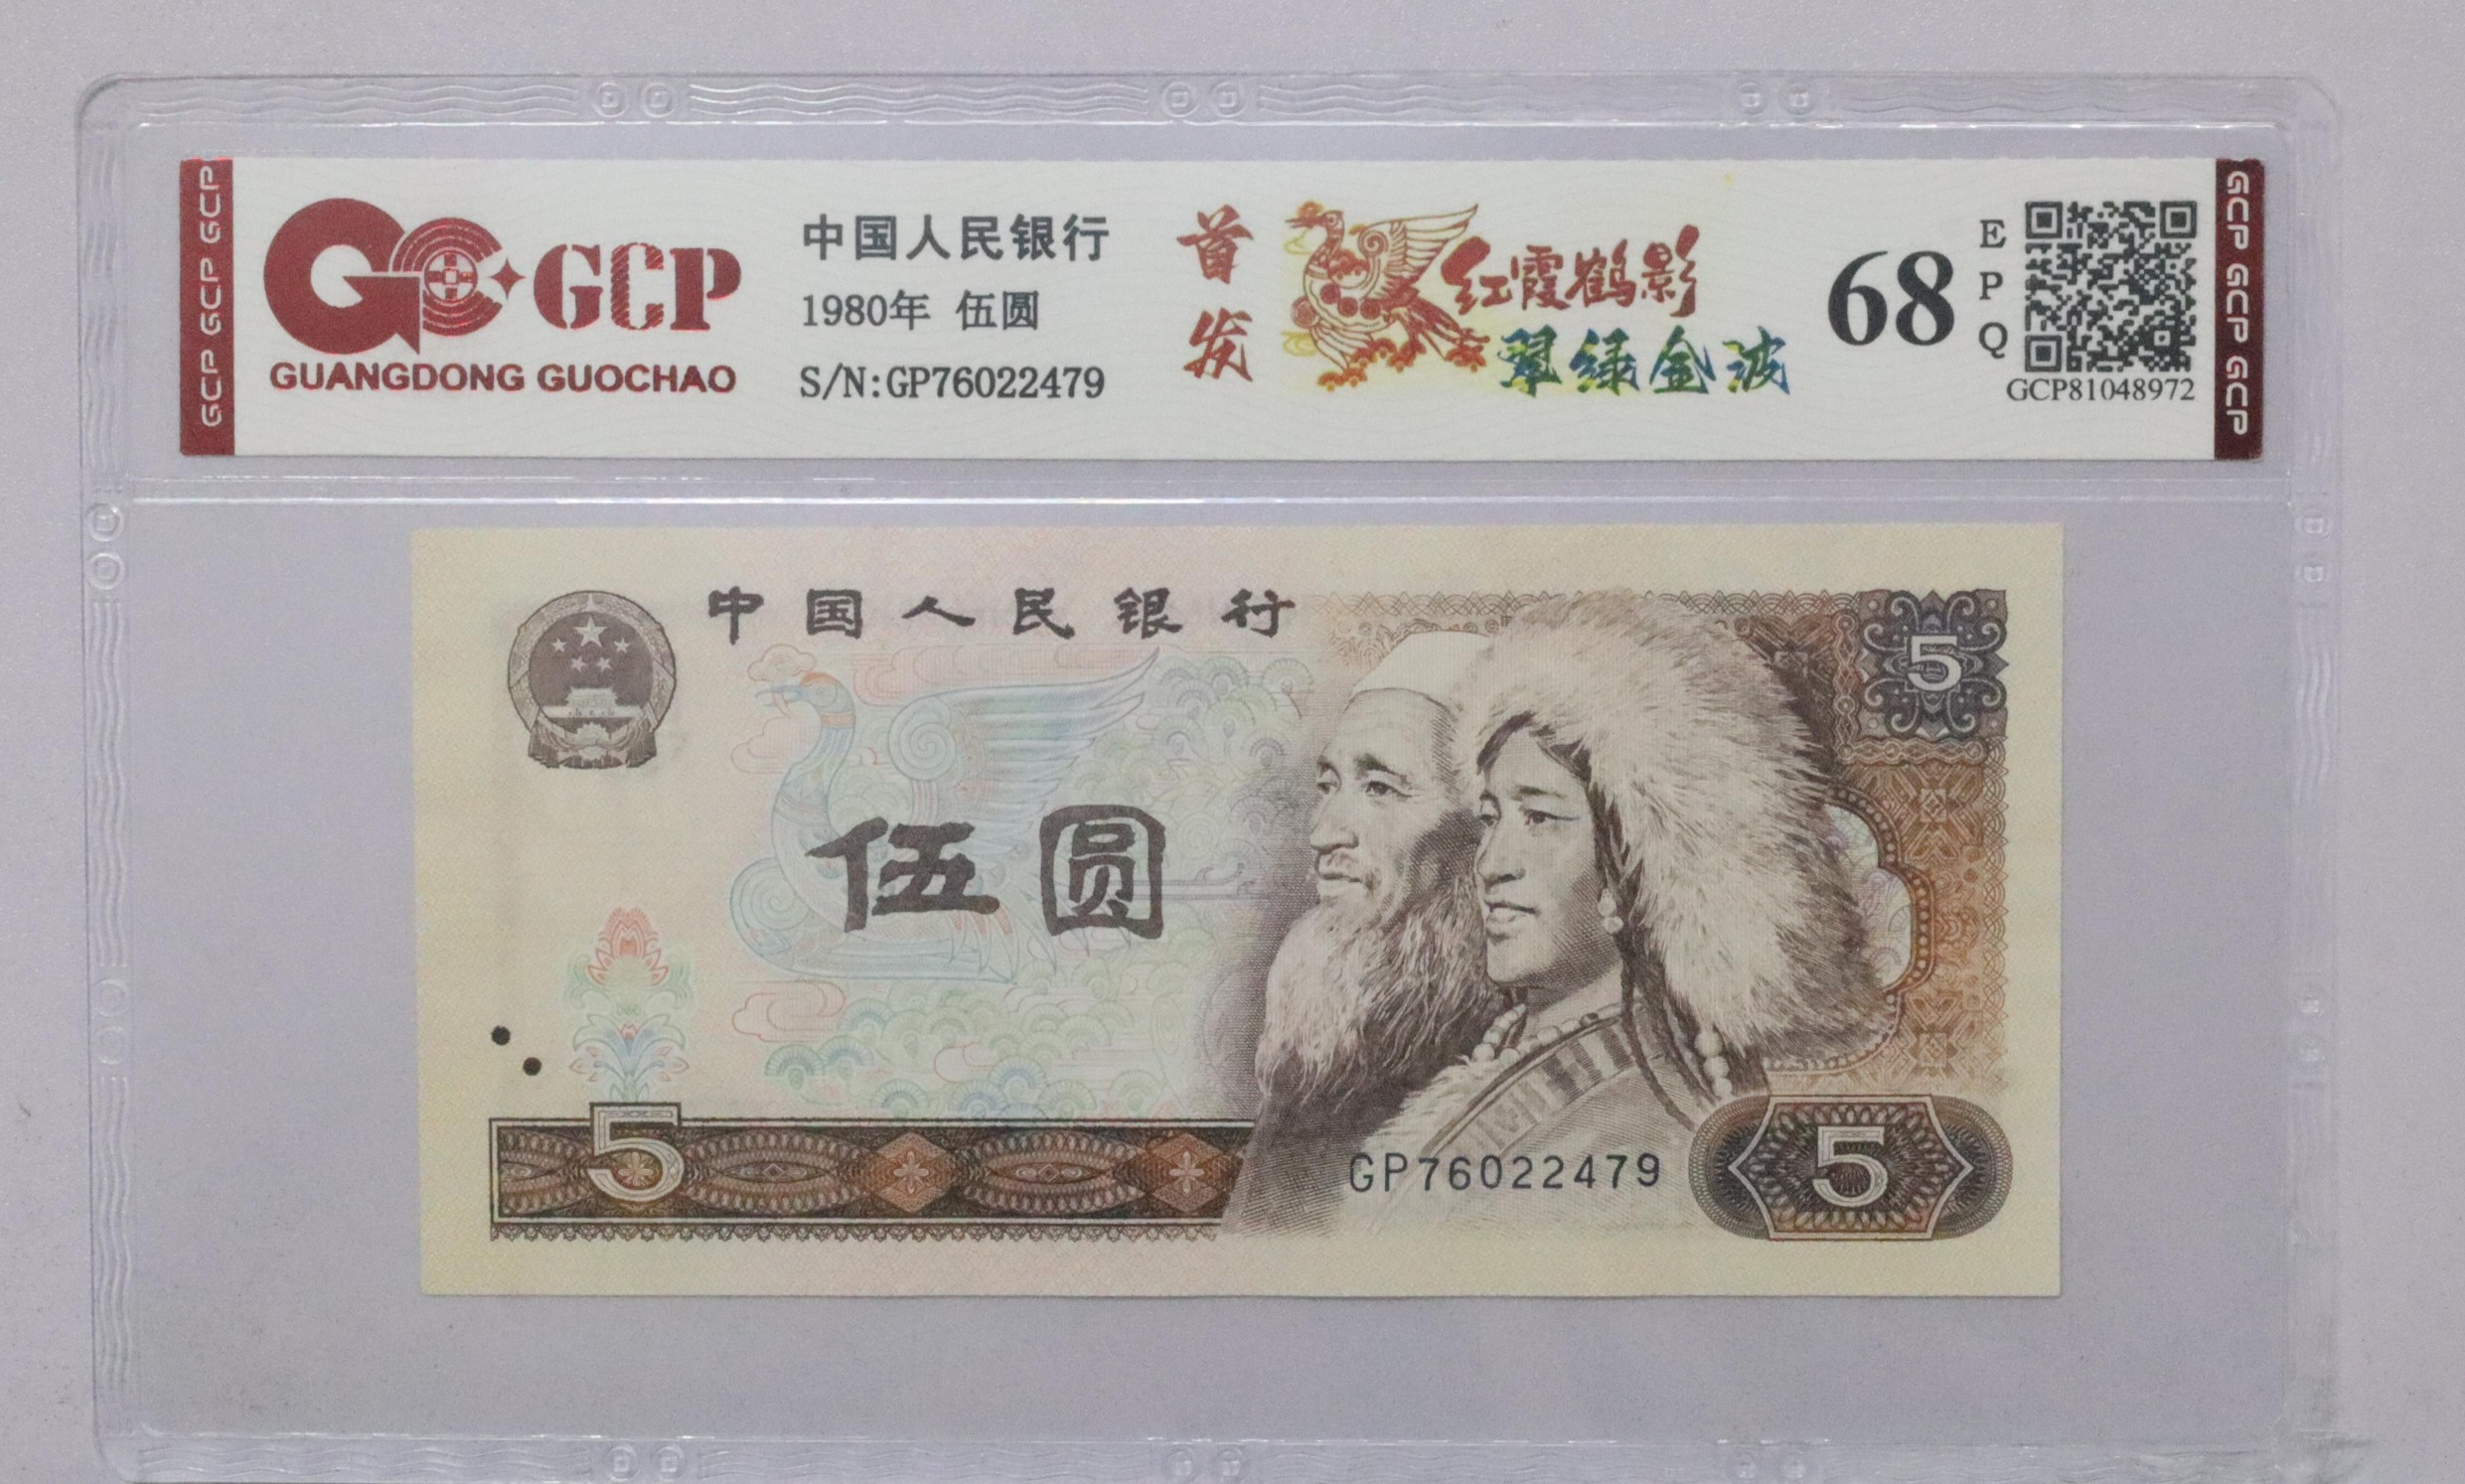 GCP GCP GCP
GCP
GUANGDONG GUOCHAO
中国人民银行
1980年 伍圆
S/N:GP76022479
首发
红霞鹤影
翠绿金波
68
EPQ
GCP81048972
GCP GCP GCP
中国人民银行
5
伍圆
5
GP76022479
5